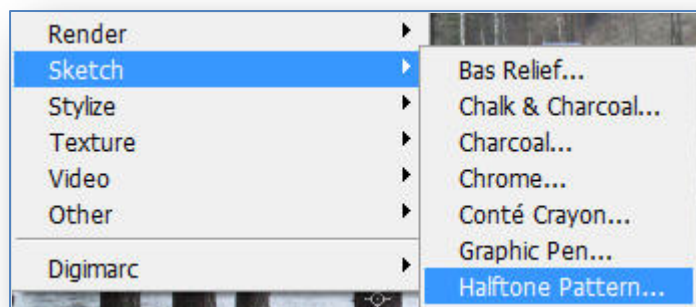 Render
Sketch
Stylize
Texture
Video
Other
Digimarc
Bas Relief...
Chalk & Charcoal...
Charcoal...
Chrome...
Conté Crayon...
Graphic Pen...
Halftone Pattern...